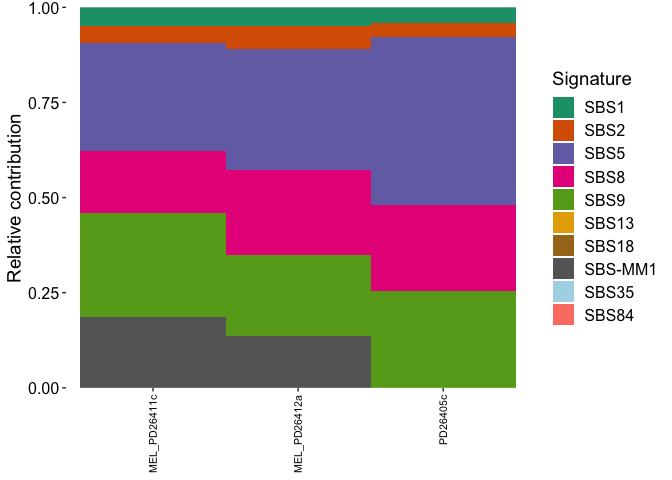 1.00
0.75
0.50
0.25
0.00
Relative contribution
MEL_PD26411c
MEL_PD26412a
PD26405c
Signature
SBS1
SBS2
SBS5
SBS8
SBS9
SBS13
SBS18
SBS-MM1
SBS35
SBS84